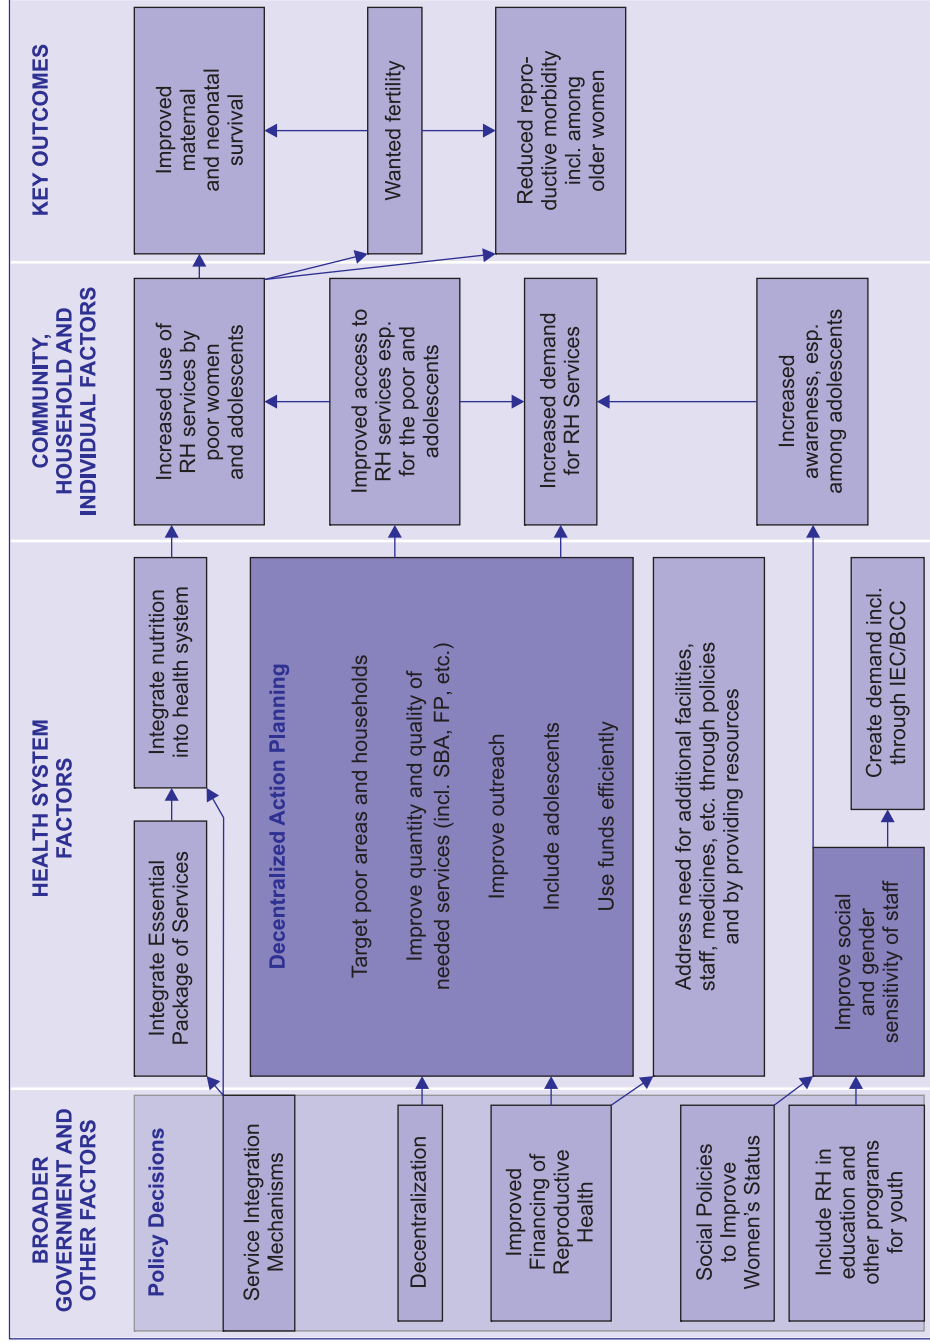 BROADER
GOVERNMENT AND
OTHER FACTORS
HEALTH SYSTEM
FACTORS
COMMUNITY,
HOUSEHOLD AND
INDIVIDUAL FACTORS
KEY OUTCOMES
Policy Decisions
Service Integration
Mechanisms
Decentralization
Improved
Financing of
Reproductive
Health
Social Policies
to Improve
Women's Status
Include RH in
education and
other programs
for youth
Integrate Essential
Package of Services
Integrate nutrition
into health system
Decentralized Action Planning
Target poor areas and households
Improve quantity and quality of
needed services (incl. SBA, FP, etc.)
Improve outreach
Include adolescents
Use funds efficiently
Address need for additional facilities,
staff, medicines, etc. through policies
and by providing resources
Improve social
and gender
sensitivity of staff
Create demand incl.
through IEC/BCC
Increased use of
RH services by
poor women
and adolescents
Improved access to
RH services esp.
for the poor and
adolescents
Increased demand
for RH Services
Increased
awareness, esp.
among adolescents
Improved
maternal
and neonatal
survival
Wanted fertility
Reduced repro-
ductive morbidity
incl. among
older women